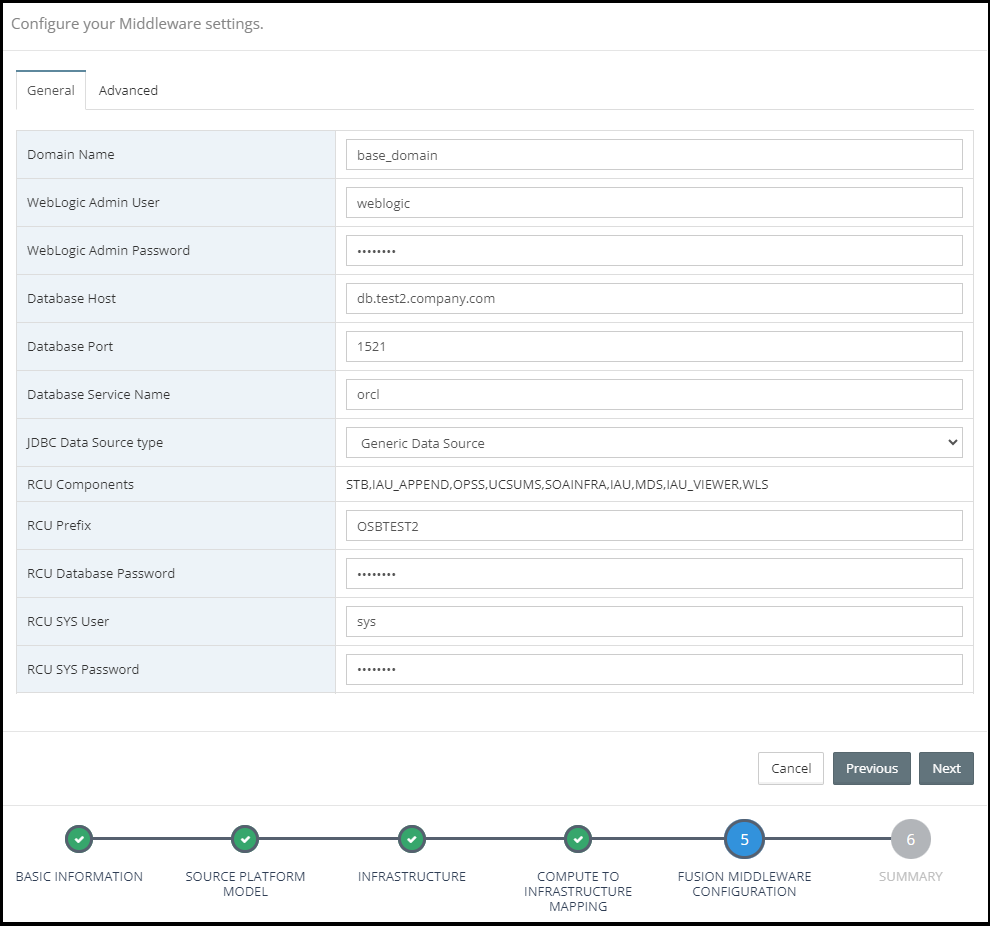 Configure your Middleware settings.
General Advanced
Domain Name base_domain
WebLogic Admin User weblogic
WebLogic Admin Password ••••••••
Database Host db.test2.company.com
Database Port 1521
Database Service Name orcl
JDBC Data Source type Generic Data Source
RCU Components STB,IAU_APPEND,OPSS,UCSUMS,SOAINFRA,IAU,MDS,IAU_VIEWER,WLS
RCU Prefix OSBTEST2
RCU Database Password ••••••••
RCU SYS User sys
RCU SYS Password ••••••••
Cancel Previous Next
5 6
BASIC INFORMATION
SOURCE PLATFORM
MODEL
INFRASTRUCTURE
COMPUTE TO
INFRASTRUCTURE
MAPPING
FUSION MIDDLEWARE
CONFIGURATION
SUMMARY